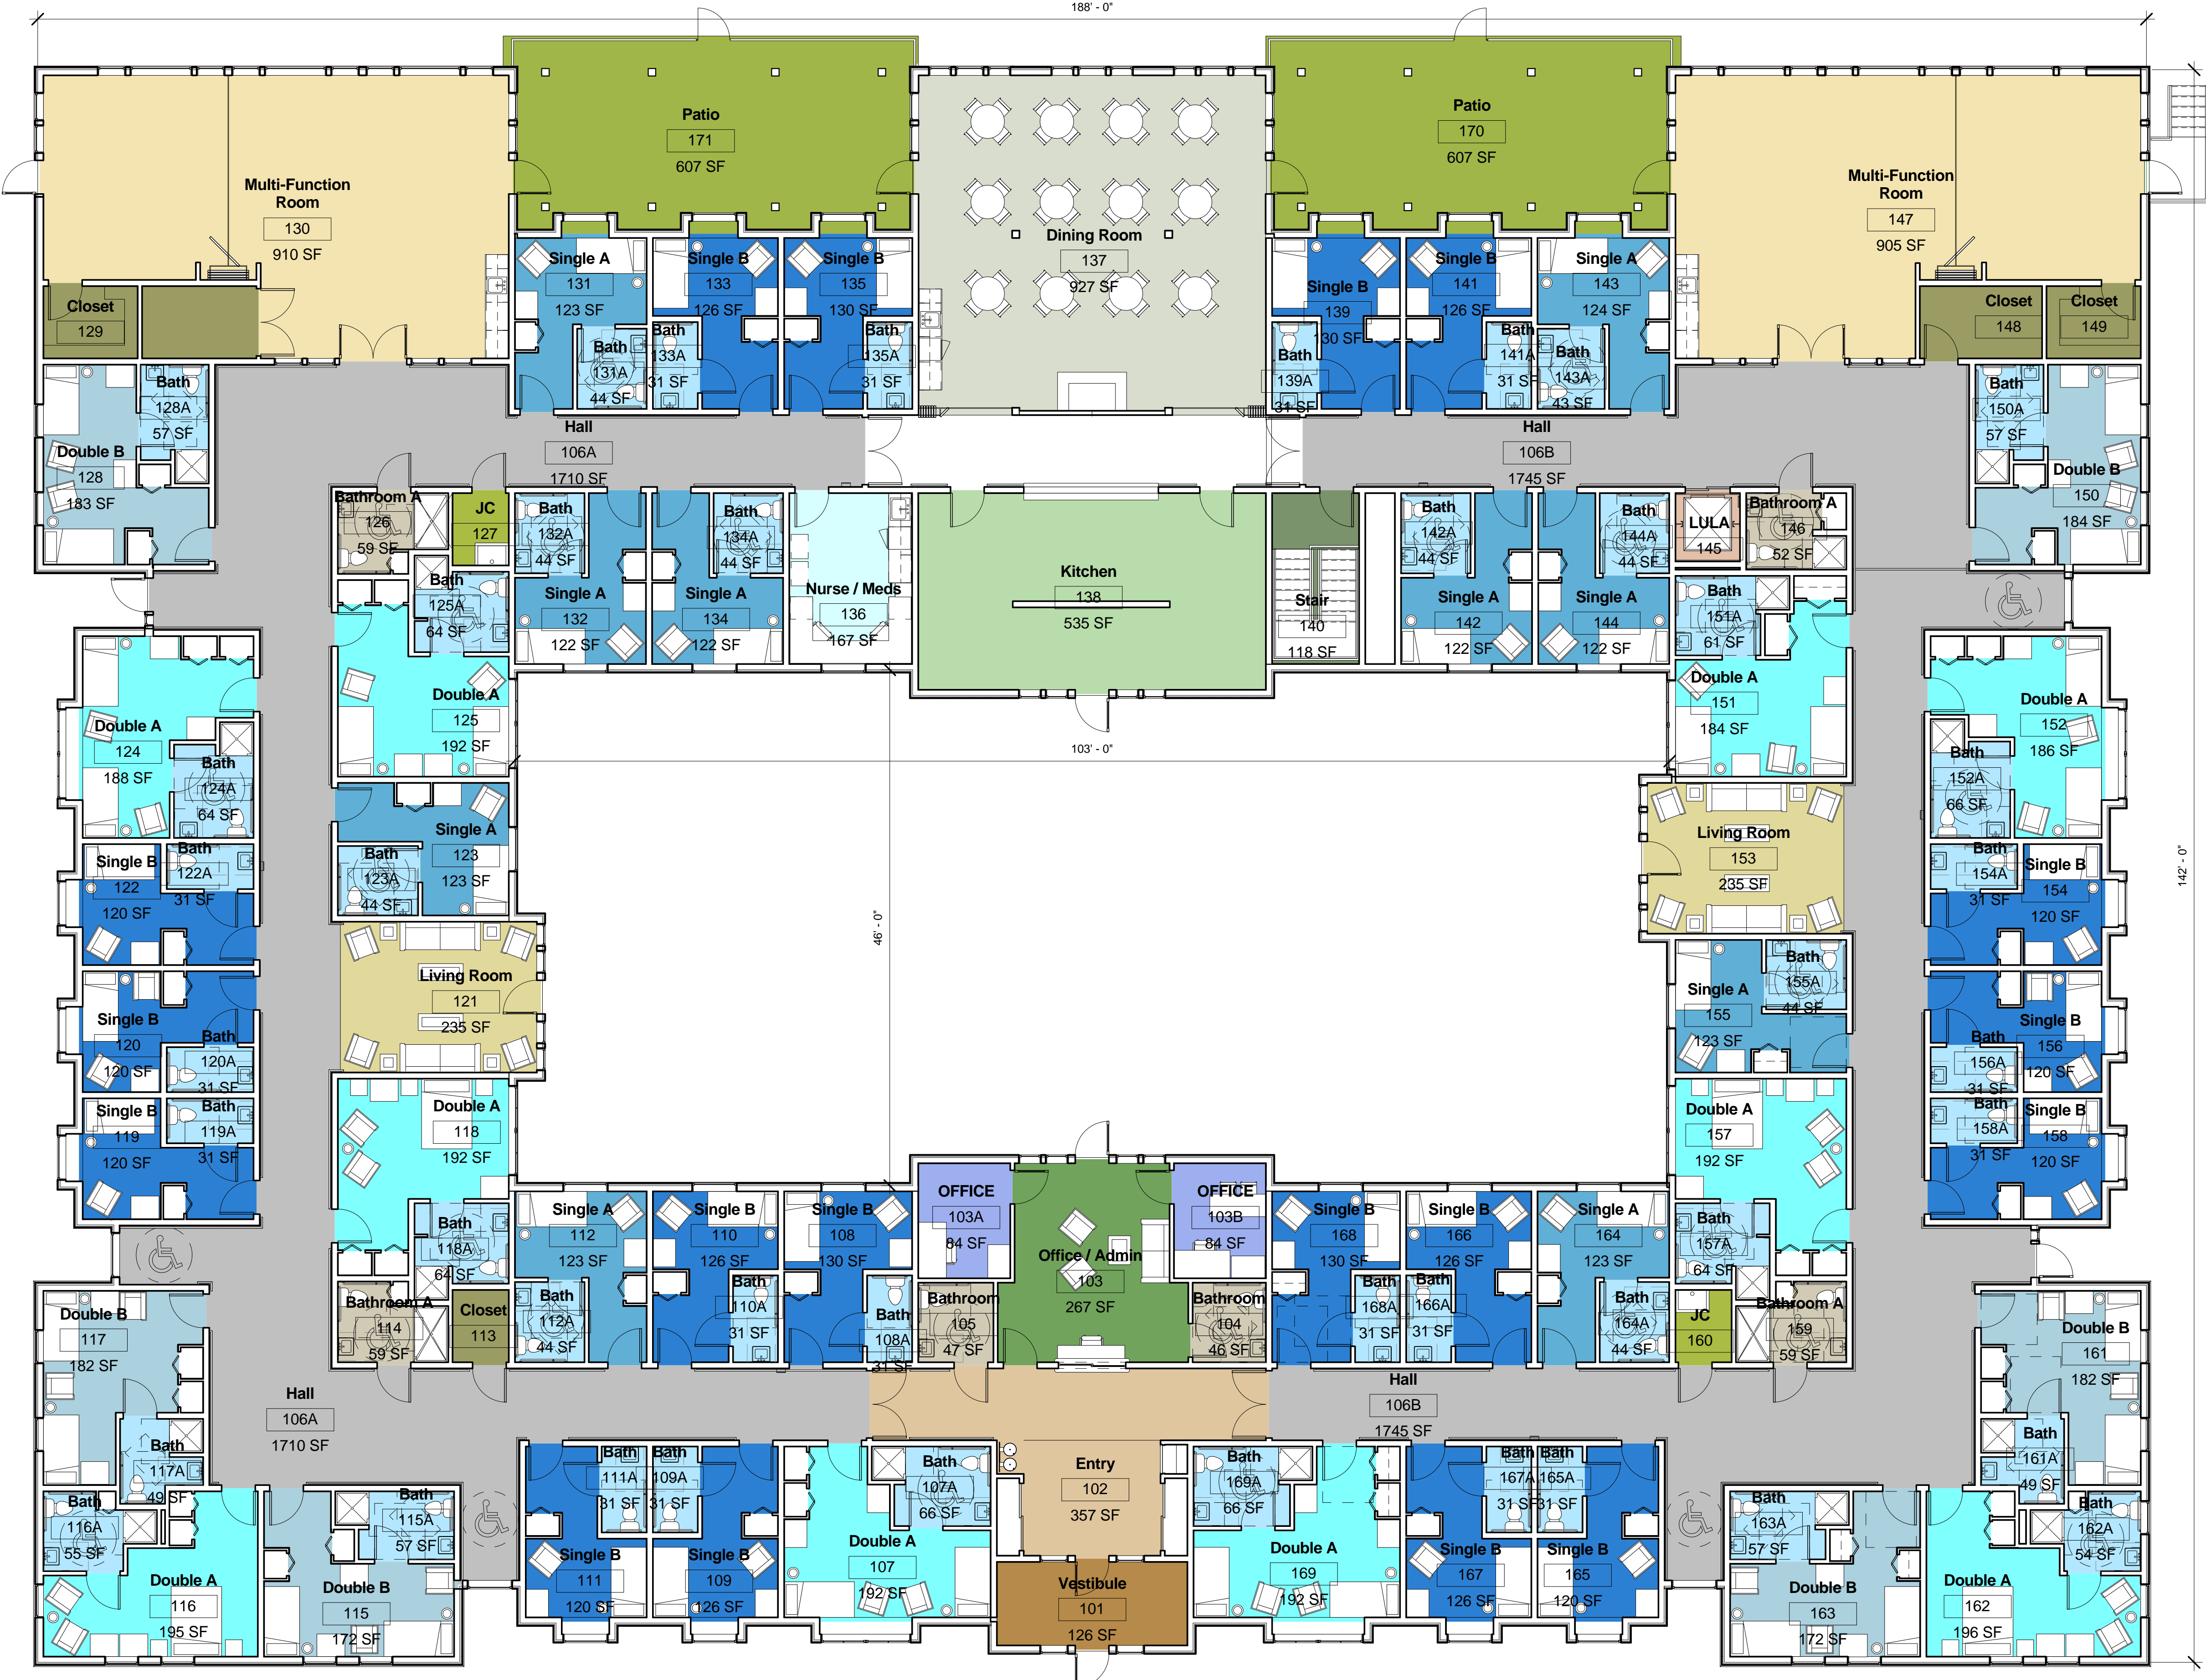 188' - 0"
Patio
171
607 SF
Patio
170
607 SF
Multi-Function
Room
130
910 SF
Multi-Function
Room
147
905 SF
Dining Room
137
927 SF
Closet
129
Single A
131
123 SF
Bath
131A
44 SF
Single B
133
126 SF
Bath
133A
31 SF
Single B
135
130 SF
Bath
135A
31 SF
Single B
139
130 SF
Bath
139A
31 SF
Single B
141
126 SF
Bath
141A
31 SF
Single A
143
124 SF
Bath
143A
43 SF
Closet
148
Closet
149
Double B
128
183 SF
Bath
128A
57 SF
Hall
106A
1710 SF
Hall
106B
1745 SF
Bath
150A
57 SF
Double B
150
184 SF
Bathroom A
126
59 SF
JC
127
Bath
132A
44 SF
Single A
132
122 SF
Bath
134A
44 SF
Single A
134
122 SF
Nurse / Meds
136
167 SF
Kitchen
138
535 SF
Stair
140
118 SF
Bath
142A
44 SF
Single A
142
122 SF
Bath
144A
44 SF
Single A
144
122 SF
LULA
145
Bathroom A
146
52 SF
Bath
125A
64 SF
Double A
125
192 SF
Bath
151A
61 SF
Double A
151
184 SF
Double A
124
188 SF
Bath
124A
64 SF
Double A
152
186 SF
Bath
152A
66 SF
103' - 0"
46' - 0"
142' - 0"
Single A
123
123 SF
Bath
123A
44 SF
Living Room
153
235 SF
Single B
122
120 SF
Bath
122A
31 SF
Bath
154A
31 SF
Single B
154
120 SF
Living Room
121
235 SF
Single A
155
123 SF
Bath
155A
44 SF
Single B
120
120 SF
Bath
120A
31 SF
Single B
156
120 SF
Bath
156A
31 SF
Single B
119
120 SF
Bath
119A
31 SF
Double A
118
192 SF
Bath
118A
64 SF
Double A
157
192 SF
Bath
157A
64 SF
Bath
158A
31 SF
Single B
158
120 SF
Single A
112
123 SF
Bath
112A
44 SF
Single B
110
126 SF
Bath
110A
31 SF
Single B
108
130 SF
Bath
108A
31 SF
OFFICE
103A
84 SF
Office / Admin
103
267 SF
OFFICE
103B
84 SF
Bathroom
105
47 SF
Bathroom
104
46 SF
Single B
168
130 SF
Bath
168A
31 SF
Single B
166
126 SF
Bath
166A
31 SF
Single A
164
123 SF
Bath
164A
44 SF
Bathroom A
114
59 SF
Closet
113
JC
160
Bathroom A
159
59 SF
Double B
117
182 SF
Bath
117A
49 SF
Hall
106A
1710 SF
Hall
106B
1745 SF
Double B
161
182 SF
Bath
161A
49 SF
Bath
116A
55 SF
Double A
116
195 SF
Bath
115A
57 SF
Double B
115
172 SF
Bath
111A
31 SF
Single B
111
120 SF
Bath
109A
31 SF
Single B
109
126 SF
Bath
107A
66 SF
Double A
107
192 SF
Entry
102
357 SF
Vestibule
101
126 SF
Bath
169A
66 SF
Double A
169
192 SF
Bath
167A
31 SF
Single B
167
126 SF
Bath
165A
31 SF
Single B
165
120 SF
Bath
163A
57 SF
Double B
163
172 SF
Bath
162A
54 SF
Double A
162
196 SF